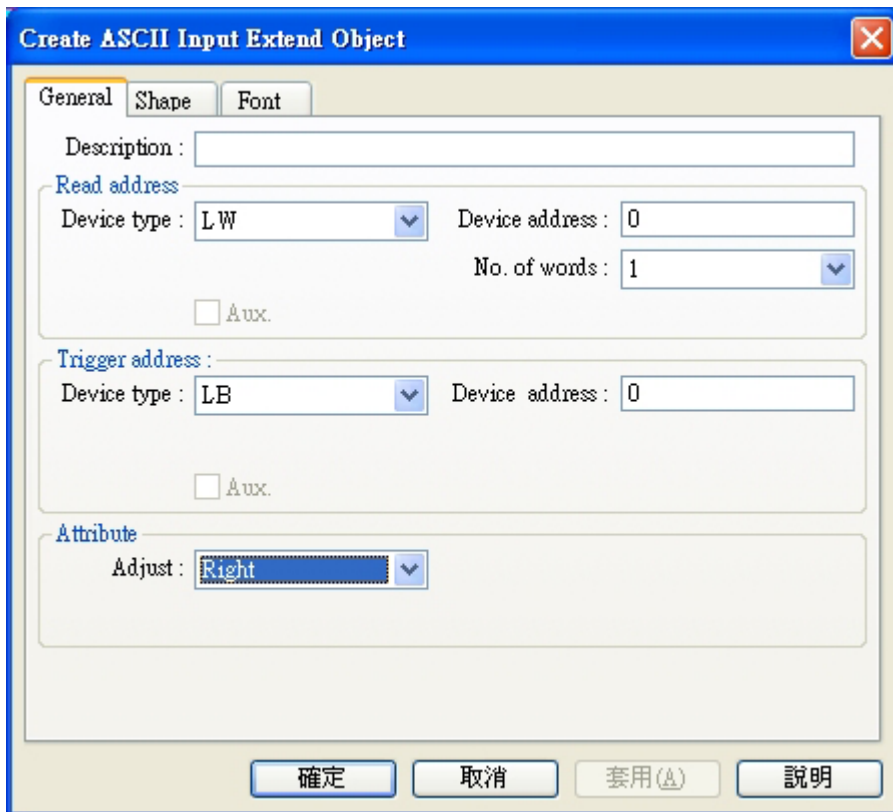 Create ASCII Input Extend Object
General Shape Font
Description :
Read address
Device type : LW Device address : 0
No. of words : 1
Aux.
Trigger address :
Device type : LB Device address : 0
Aux.
Attribute
Adjust : Right
確定 取消 套用(A) 說明